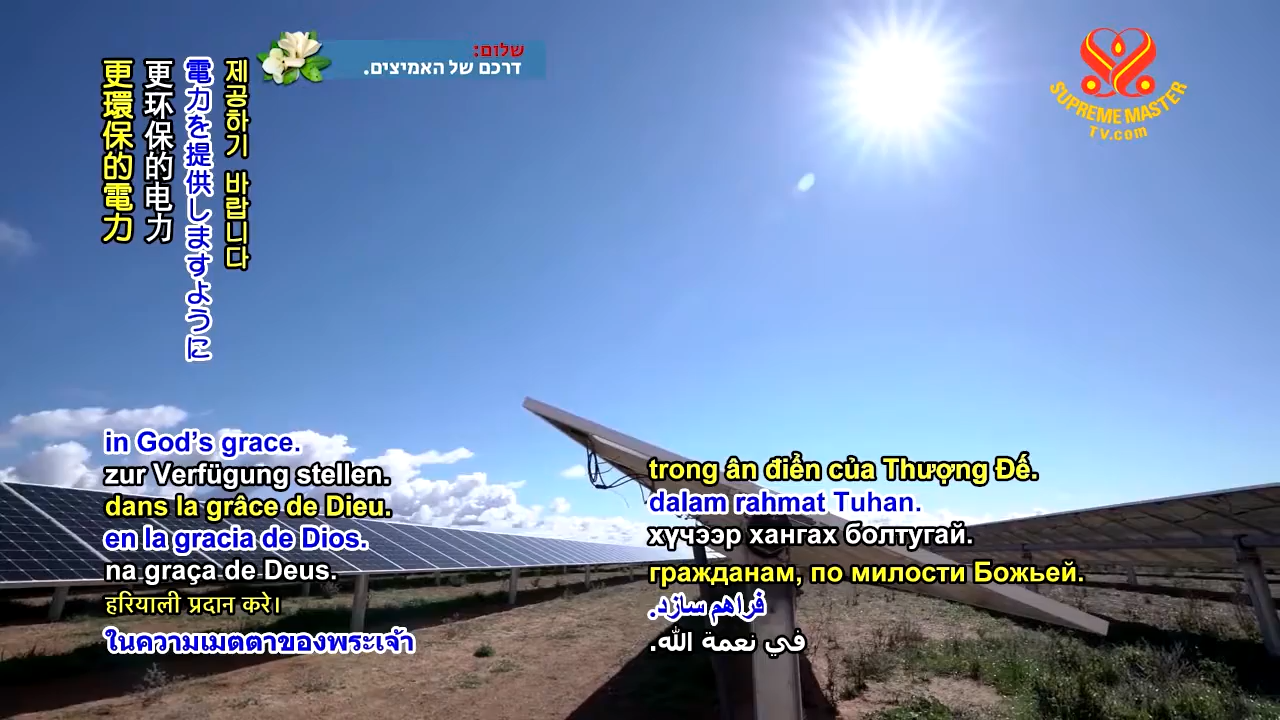 שלום:
דרכם של האמיצים.
SUPREME MASTER
TV.com
제공하기 바랍니다
電力を提供しますように
更环保的电力
更環保的電力
in God's grace.
zur Verfügung stellen.
dans la grâce de Dieu.
en la gracia de Dios.
na graça de Deus.
हरियाली प्रदान करे।
ในความเมตตาของพระเจ้า
trong ân điển của Thượng Đế.
dalam rahmat Tuhan.
хүчээр хангах болтугай.
гражданам, по милости Божьей.
فراهم سازد.
في نعمة الله.